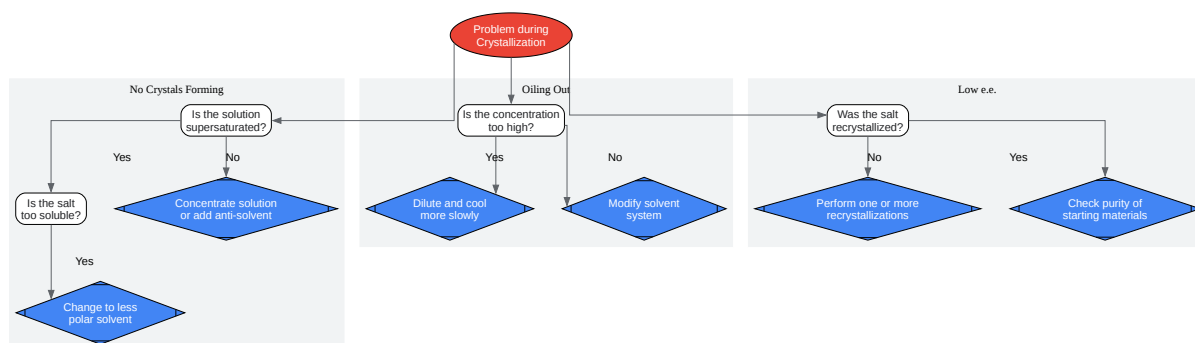 Problem during
Crystallization
No Crystals Forming
Oiling Out
Low e.e.
Is the solution
supersaturated?
Is the concentration
too high?
Was the salt
recrystallized?
Yes
No
Yes
No
No
Yes
Is the salt
too soluble?
Concentrate solution
or add anti-solvent
Dilute and cool
more slowly
Modify solvent
system
Perform one or more
recrystallizations
Check purity of
starting materials
Yes
Change to less
polar solvent